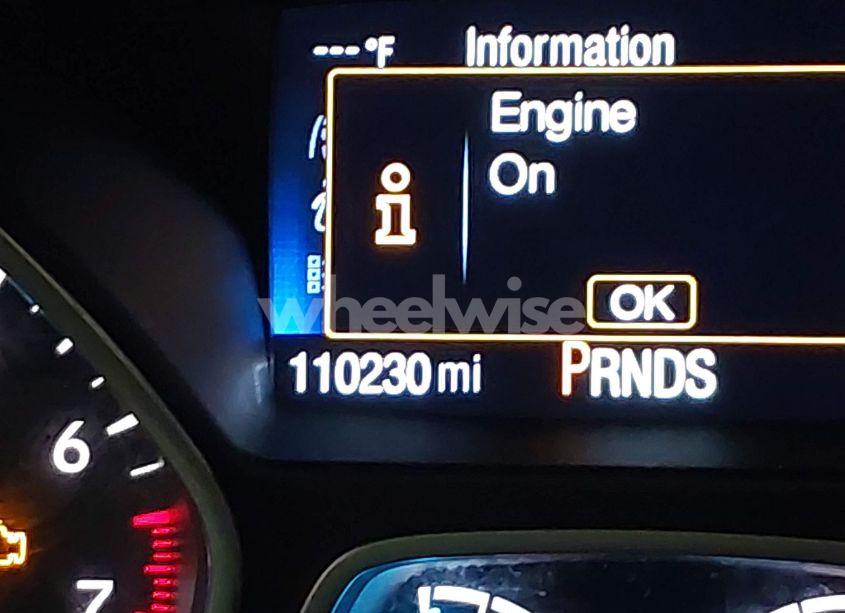 ---°F Information
Engine
On
i
OK
wheelwise
110230 mi PRNDS
6
7